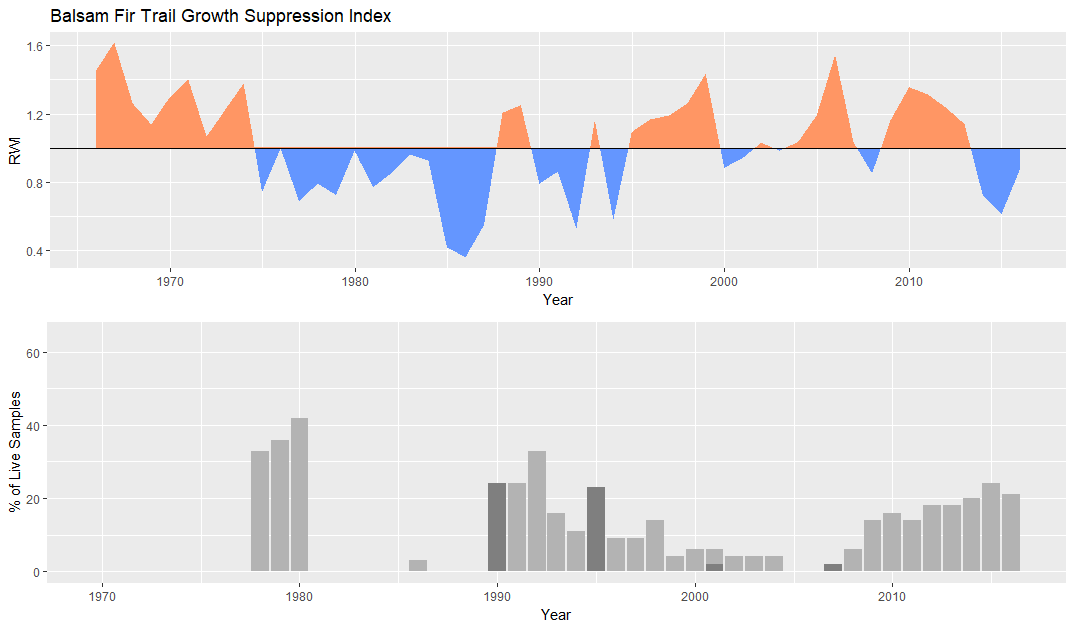 Balsam Fir Trail Growth Suppression Index
RWI
1.6
1.2
0.8
0.4
1970 1980 1990 2000 2010
Year
% of Live Samples
60
40
20
0
1970 1980 1990 2000 2010
Year